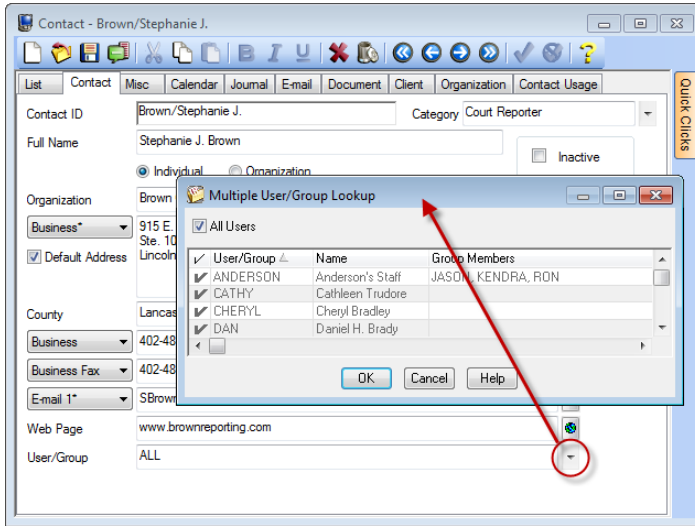 Contact - Brown/Stephanie J.
B I U
List Contact Misc Calendar Journal E-mail Document Client Organization Contact Usage
Quick Clicks
Contact ID Brown/Stephanie J. Category Court Reporter
Full Name Stephanie J. Brown
Inactive
Individual Organization
Organization Brown
Multiple User/Group Lookup
Business* 915 E.
Ste. 10
Default Address Lincoln
All Users
User/Group Name Group Members
ANDERSON Anderson's Staff JASON, KENDRA, RON
CATHY Cathleen Trudore
CHERYL Cheryl Bradley
DAN Daniel H. Brady
OK Cancel Help
County Lancas
Business 402-48
Business Fax 402-48
E-mail 1* SBrown
Web Page www.brownreporting.com
User/Group ALL